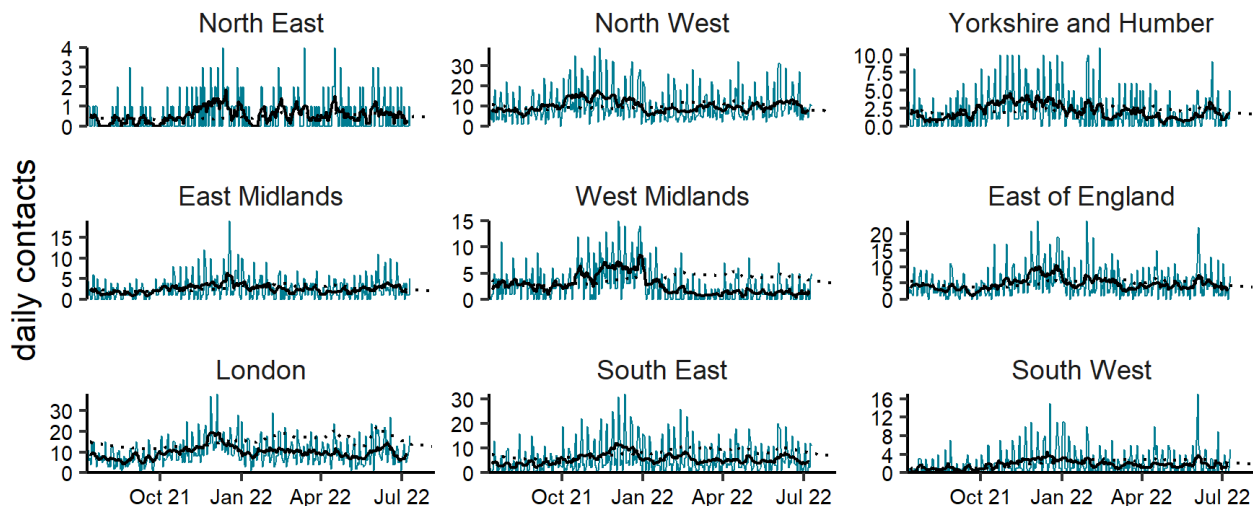 North East North West Yorkshire and Humber
4 30 10.0
3 7.5
2 20 5.0
1 10 2.5
0 0 0.0
daily contacts
East Midlands West Midlands East of England
15 15 20
10 10 15
5 5 10
0 0 5
0
London South East South West
30 30 16
20 20 12
10 10 8
0 0 4
0
Oct 21 Jan 22 Apr 22 Jul 22 Oct 21 Jan 22 Apr 22 Jul 22 Oct 21 Jan 22 Apr 22 Jul 22